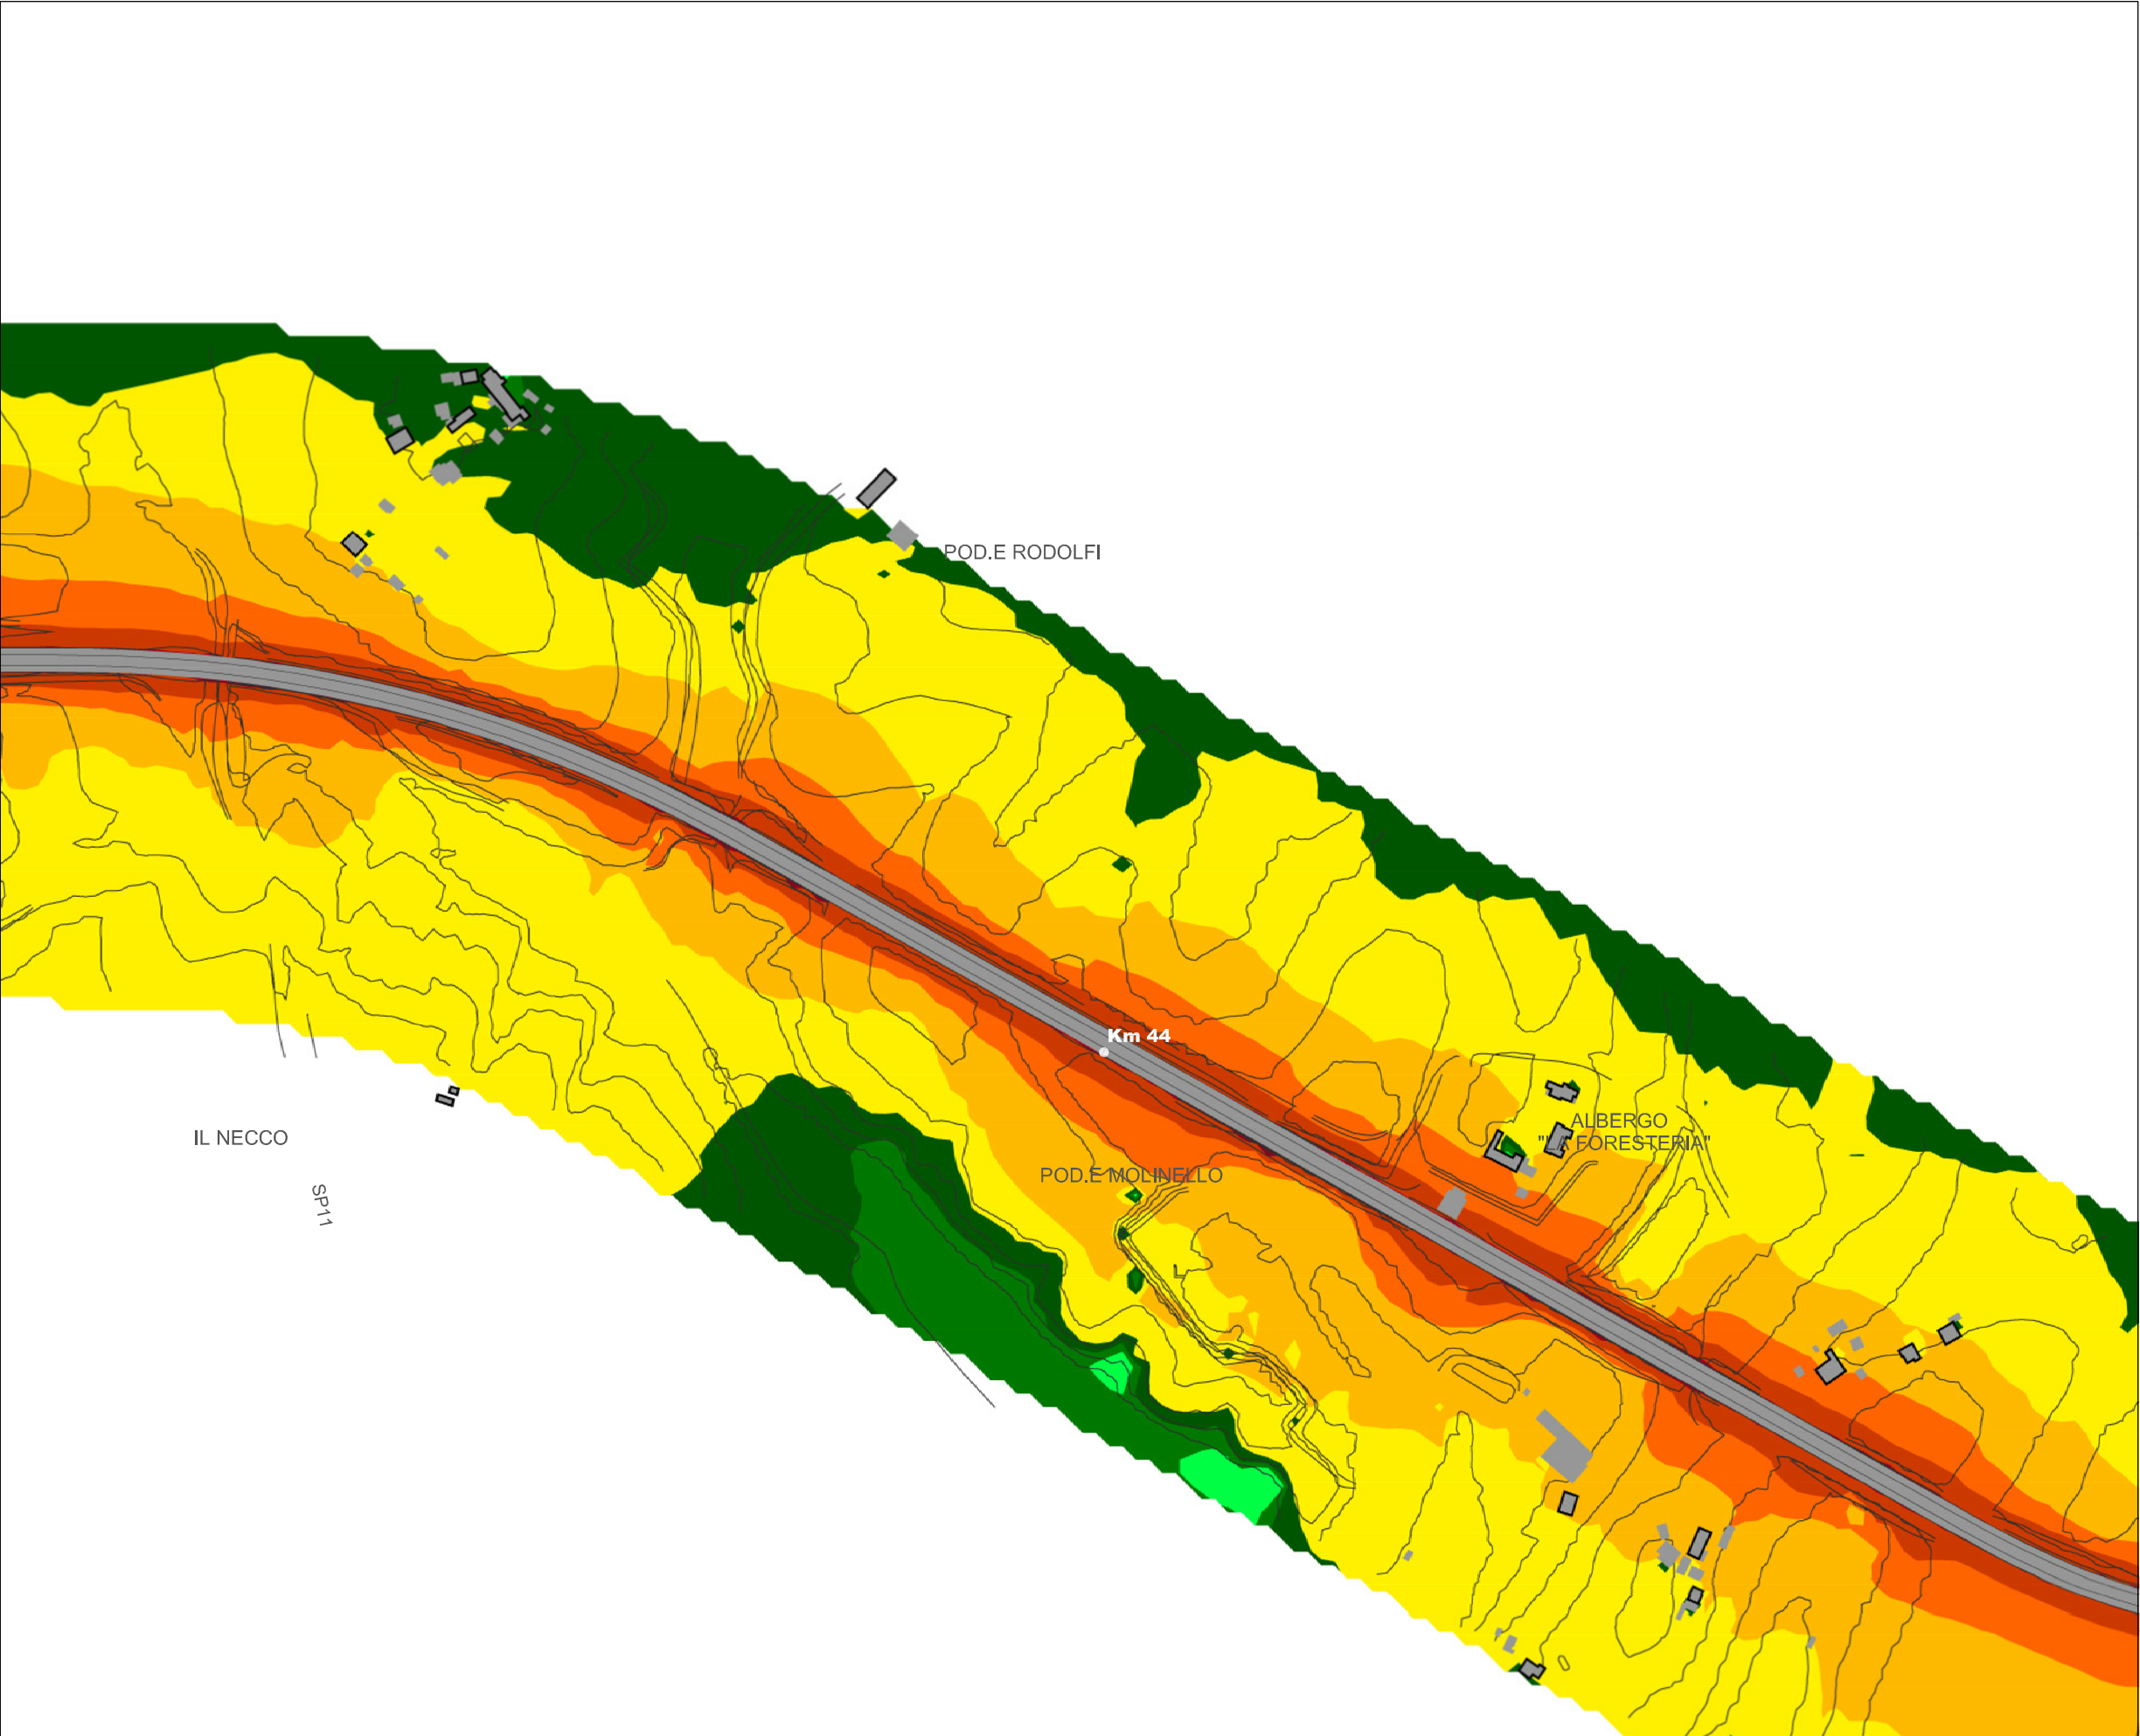 POD.E RODOLFI
Km 44
ALBERGO
"LA FORESTERIA"
IL NECCO
POD.E MOLINELLO
SP11